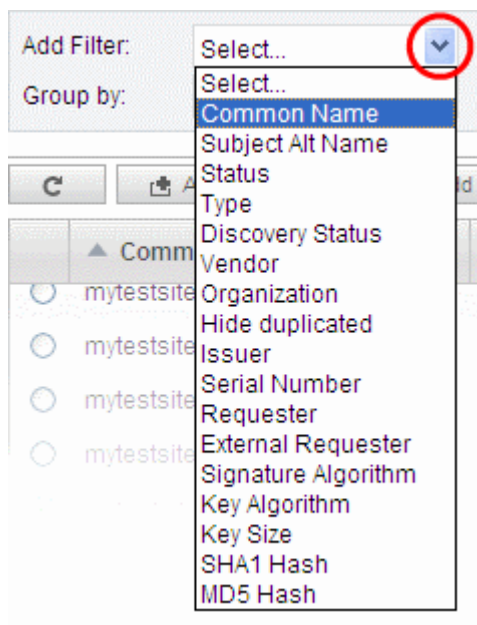 Add Filter:
Select...
Group by:
Select...
Common Name
Subject Alt Name
Status
Type
Discovery Status
Vendor
Organization
Hide duplicated
Issuer
Serial Number
Requester
External Requester
Signature Algorithm
Key Algorithm
Key Size
SHA1 Hash
MD5 Hash
A
dd
Comm
mytestsite
mytestsite
mytestsite
mytestsite